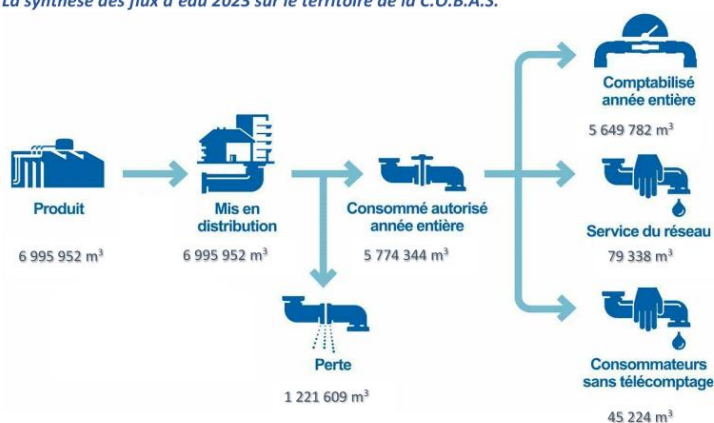 La synthèse des flux d'eau 2023 sur le territoire de la C.O.B.A.S.
Produit
6 995 952 m³
Mis en
distribution
6 995 952 m³
Consommé autorisé
année entière
5 774 344 m³
Perte
1 221 609 m³
Comptabilisé
année entière
5 649 782 m³
Service du réseau
79 338 m³
Consommateurs
sans télécomptage
45 224 m³